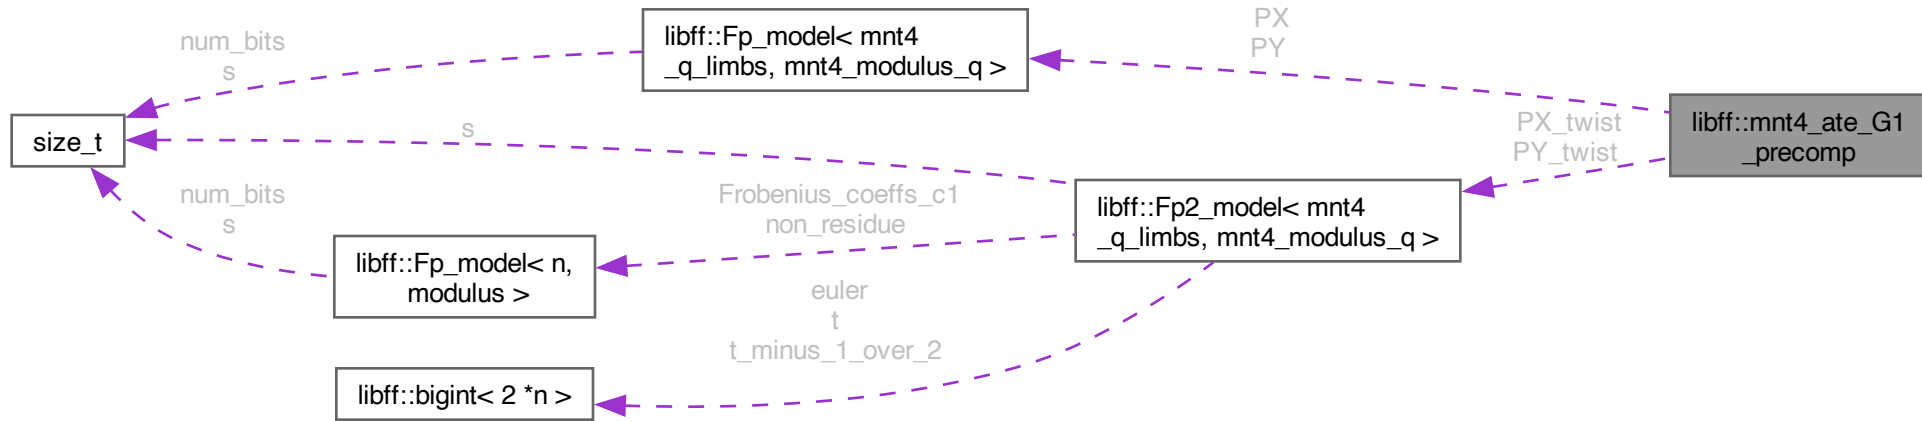 PX
PY
num_bits
s
libff::Fp_model< mnt4
_q_limbs, mnt4_modulus_q >
size_t
s
PX_twist
PY_twist
libff::mnt4_ate_G1
_precomp
num_bits
s
Frobenius_coeffs_c1
non_residue
libff::Fp2_model< mnt4
_q_limbs, mnt4_modulus_q >
libff::Fp_model< n,
modulus >
euler
t
t_minus_1_over_2
libff::bigint< 2 *n >